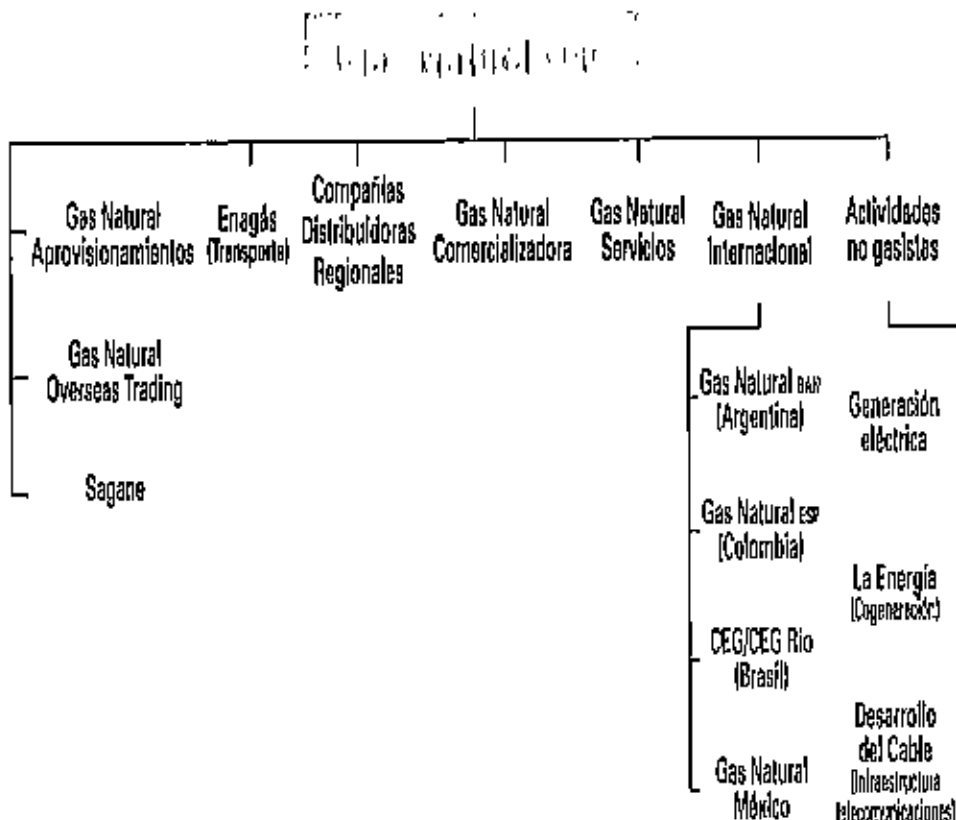 Gas Natural
Aprovisionamientos
Enagás
(Transporte)
Compañías
Distribuidoras
Regionales
Gas Natural
Comercializadora
Gas Natural
Servicios
Gas Natural
Internacional
Actividades
no gasistas
Gas Natural
Overseas Trading
Sagane
Gas Natural BAN
(Argentina)
Gas Natural ESP
(Colombia)
CEG/CEG Rio
(Brasil)
Gas Natural
México
Generación
eléctrica
La Energía
(Cogeneración)
Desarrollo
del Cable
(Infraestructura
telecomunicaciones)